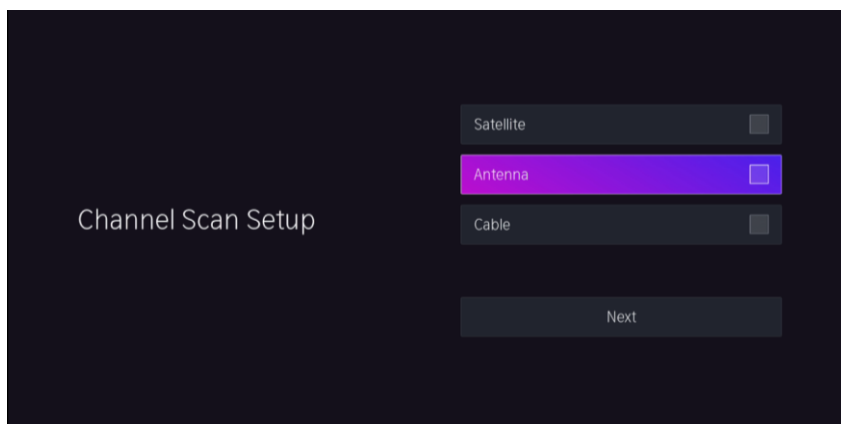 Channel Scan Setup
Satellite
Antenna
Cable
Next